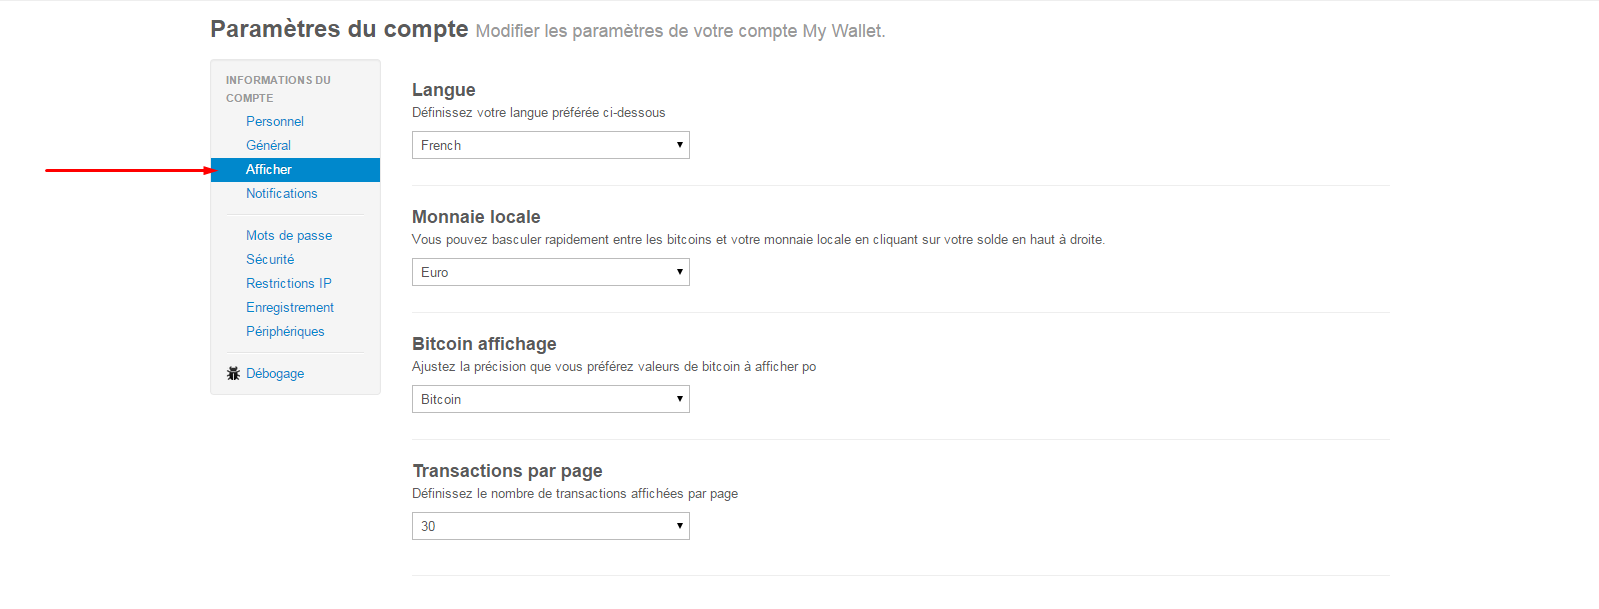 Paramètres du compte Modifier les paramètres de votre compte My Wallet.
INFORMATIONS DU
COMPTE
Personnel
Général
Afficher
Notifications
Mots de passe
Sécurité
Restrictions IP
Enregistrement
Périphériques
Débogage
Langue
Définissez votre langue préférée ci-dessous
French
Monnaie locale
Vous pouvez basculer rapidement entre les bitcoins et votre monnaie locale en cliquant sur votre solde en haut à droite.
Euro
Bitcoin affichage
Ajustez la précision que vous préférez valeurs de bitcoin à afficher po
Bitcoin
Transactions par page
Définissez le nombre de transactions affichées par page
30